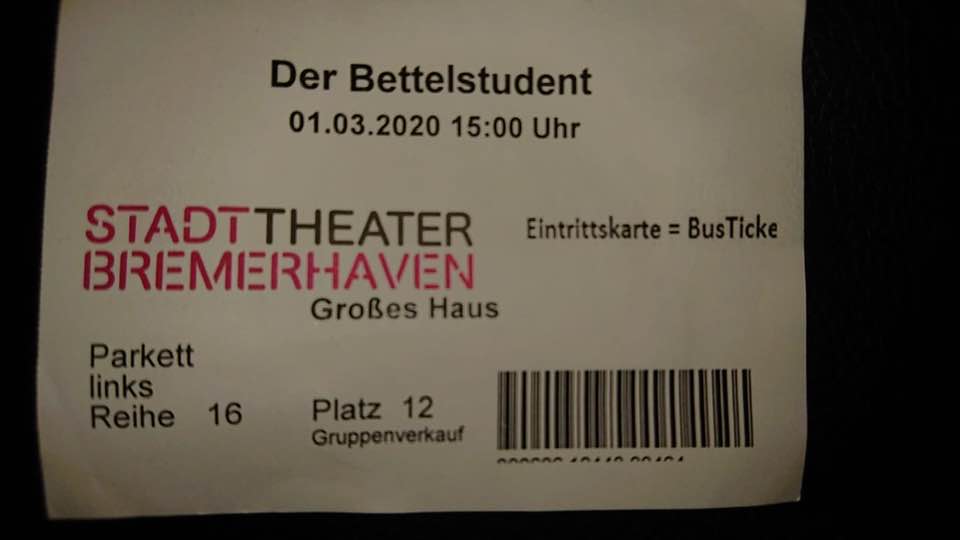 Der Bettelstudent
01.03.2020 15:00 Uhr
STADTTHEATER
BREMERHAVEN
Eintrittskarte = BusTicke
Großes Haus
Parkett
links
Reihe 16
Platz 12
Gruppenverkauf